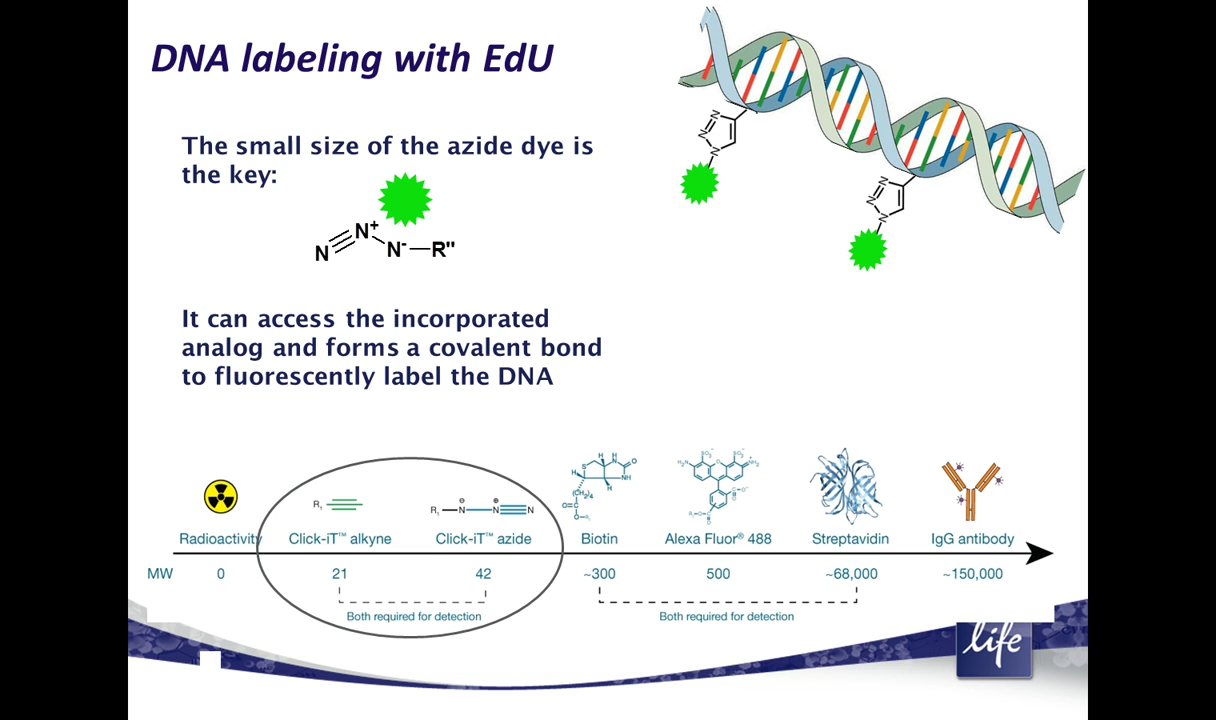 DNA labeling with EdU
The small size of the azide dye is
the key:
N N+ N- R"
It can access the incorporated
analog and forms a covalent bond
to fluorescently label the DNA
Radioactivity Click-iT™ alkyne Click-iT™ azide Biotin Alexa Fluor® 488 Streptavidin IgG antibody
MW 0 21 42 ~300 500 ~68,000 ~150,000
Both required for detection Both required for detection
life